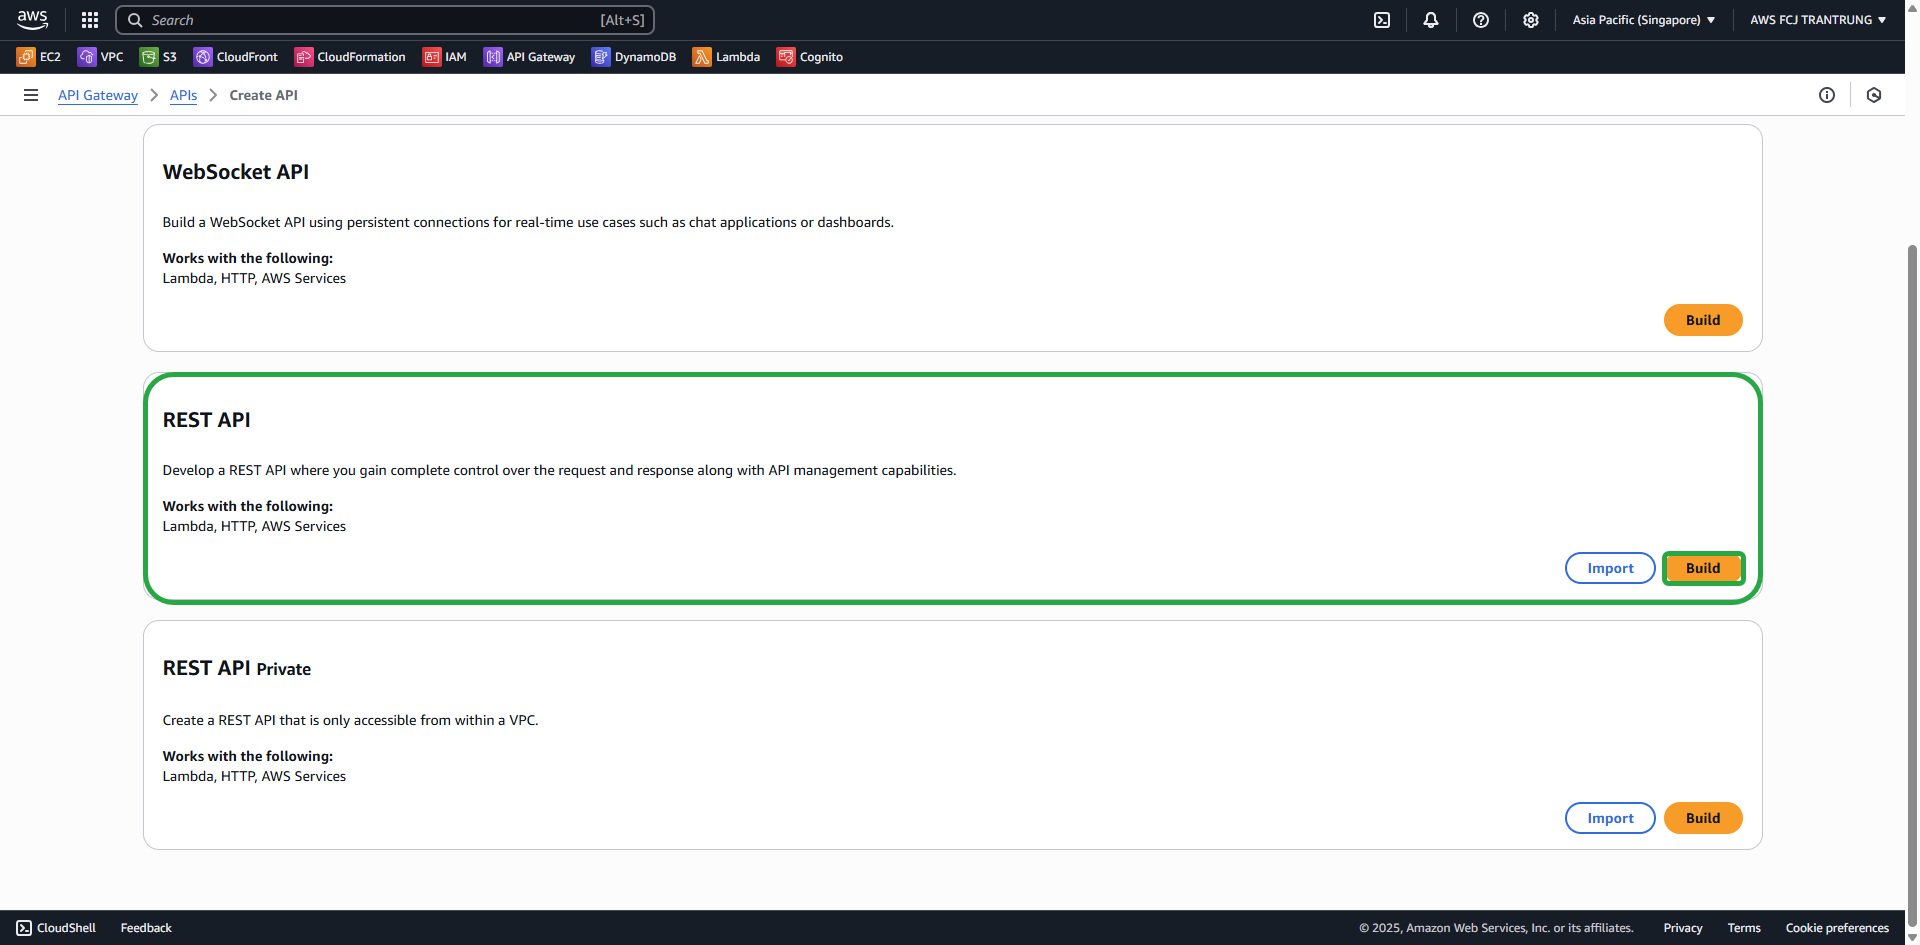 aws
Search [Alt+S]
Asia Pacific (Singapore) AWS FCJ TRANTRUNG
EC2 VPC S3 CloudFront CloudFormation IAM API Gateway DynamoDB Lambda Cognito
API Gateway APIs Create API
WebSocket API
Build a WebSocket API using persistent connections for real-time use cases such as chat applications or dashboards.
Works with the following:
Lambda, HTTP, AWS Services
Build
REST API
Develop a REST API where you gain complete control over the request and response along with API management capabilities.
Works with the following:
Lambda, HTTP, AWS Services
Import Build
REST API Private
Create a REST API that is only accessible from within a VPC.
Works with the following:
Lambda, HTTP, AWS Services
Import Build
CloudShell Feedback © 2025, Amazon Web Services, Inc. or its affiliates. Privacy Terms Cookie preferences